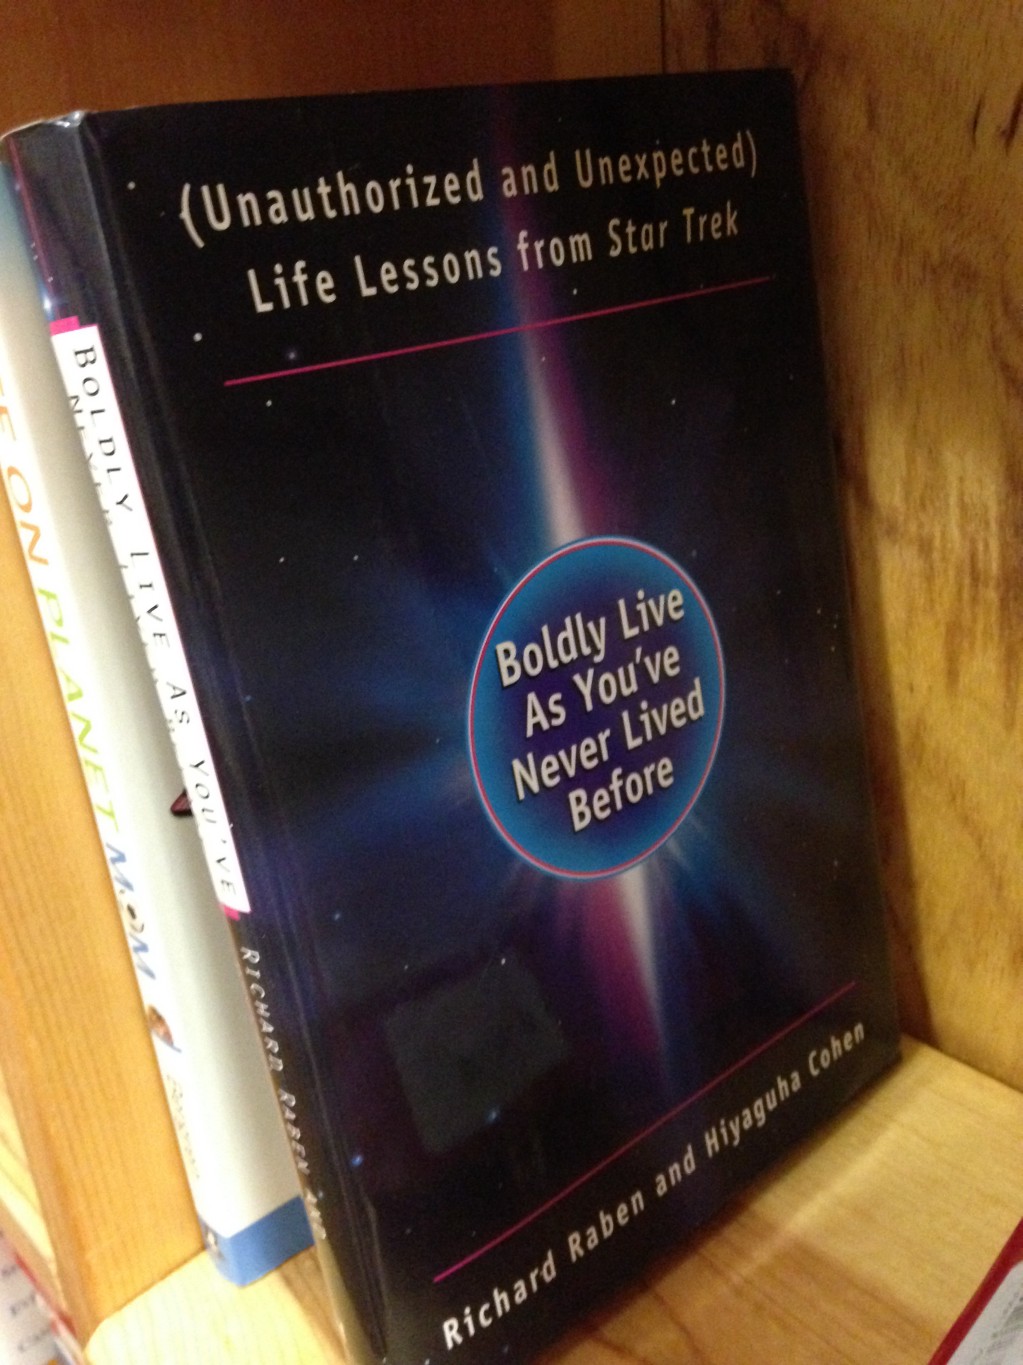 (Unauthorized and Unexpected)
Life Lessons from Star Trek
Boldly Live
As You've
Never Lived
Before
Richard Raben and Hiyaguha Cohen
BOLDLY LIVE AS YOU'VE
RICHARD RABEN AND
ON PLANET MOM